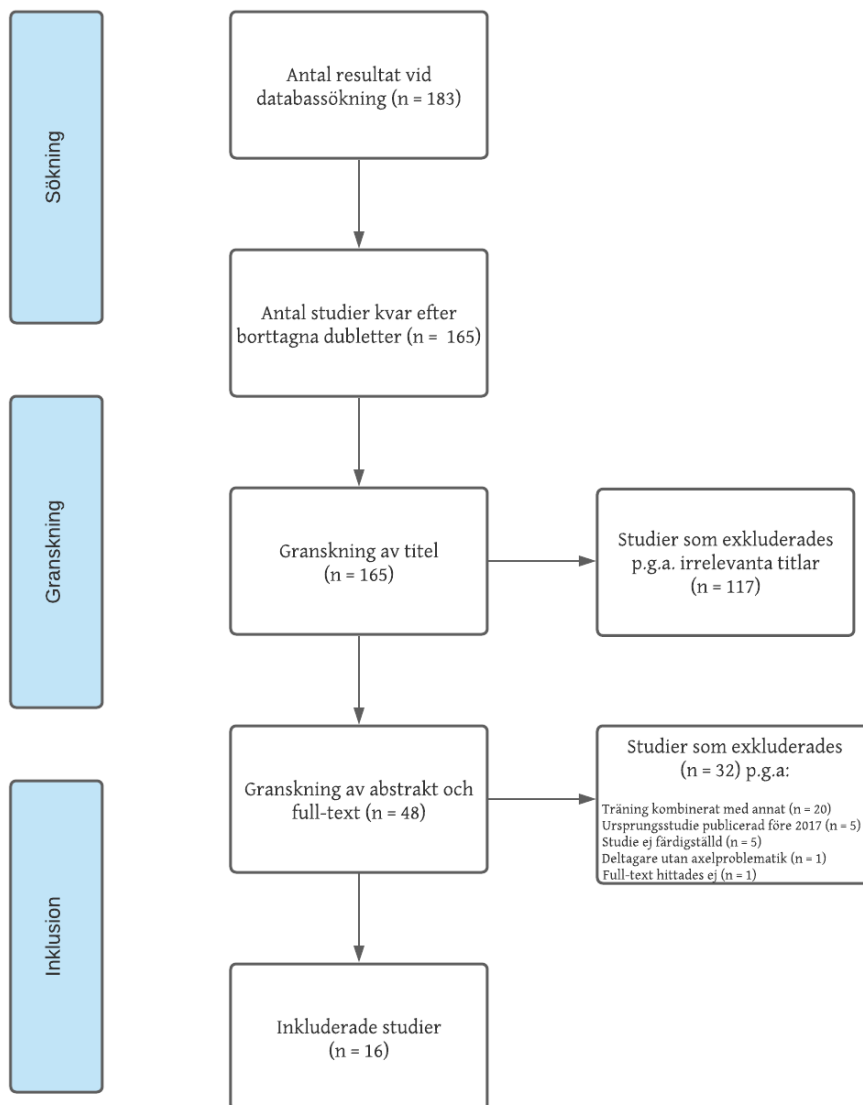 Sökning
Antal resultat vid
databassökning (n = 183)
Antal studier kvar efter
borttagna dubletter (n =  165)
Granskning
Granskning av titel
(n = 165)
Studier som exkluderades
p.g.a. irrelevanta titlar
(n = 117)
Granskning av abstrakt och
full-text (n = 48)
Studier som exkluderades
(n = 32) p.g.a:
Träning kombinerat med annat (n = 20)
Ursprungsstudie publicerad före 2017 (n = 5)
Studie ej färdigställd (n = 5)
Deltagare utan axelproblematik (n = 1)
Full-text hittades ej (n = 1)
Inklusion
Inkluderade studier
(n = 16)